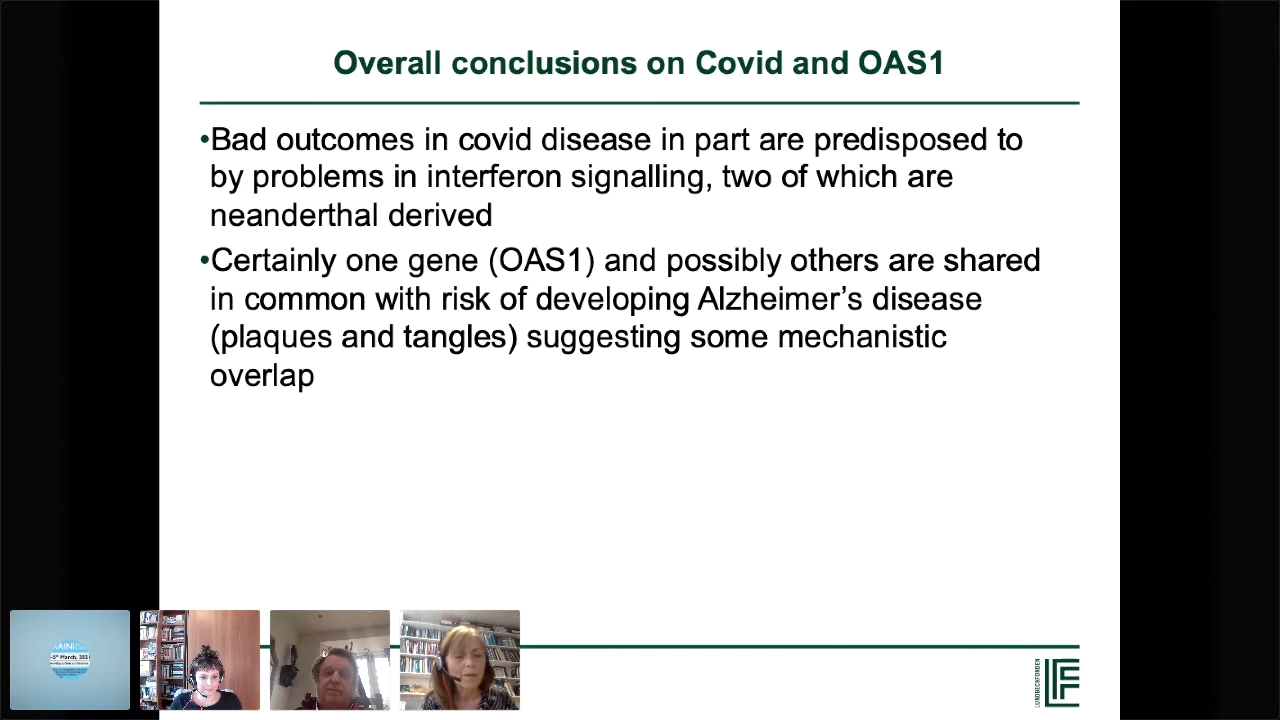 Overall conclusions on Covid and OAS1
•Bad outcomes in covid disease in part are predisposed to
by problems in interferon signalling, two of which are
neanderthal derived
•Certainly one gene (OAS1) and possibly others are shared
in common with risk of developing Alzheimer’s disease
(plaques and tangles) suggesting some mechanistic
overlap
LUNDBECKFONDEN